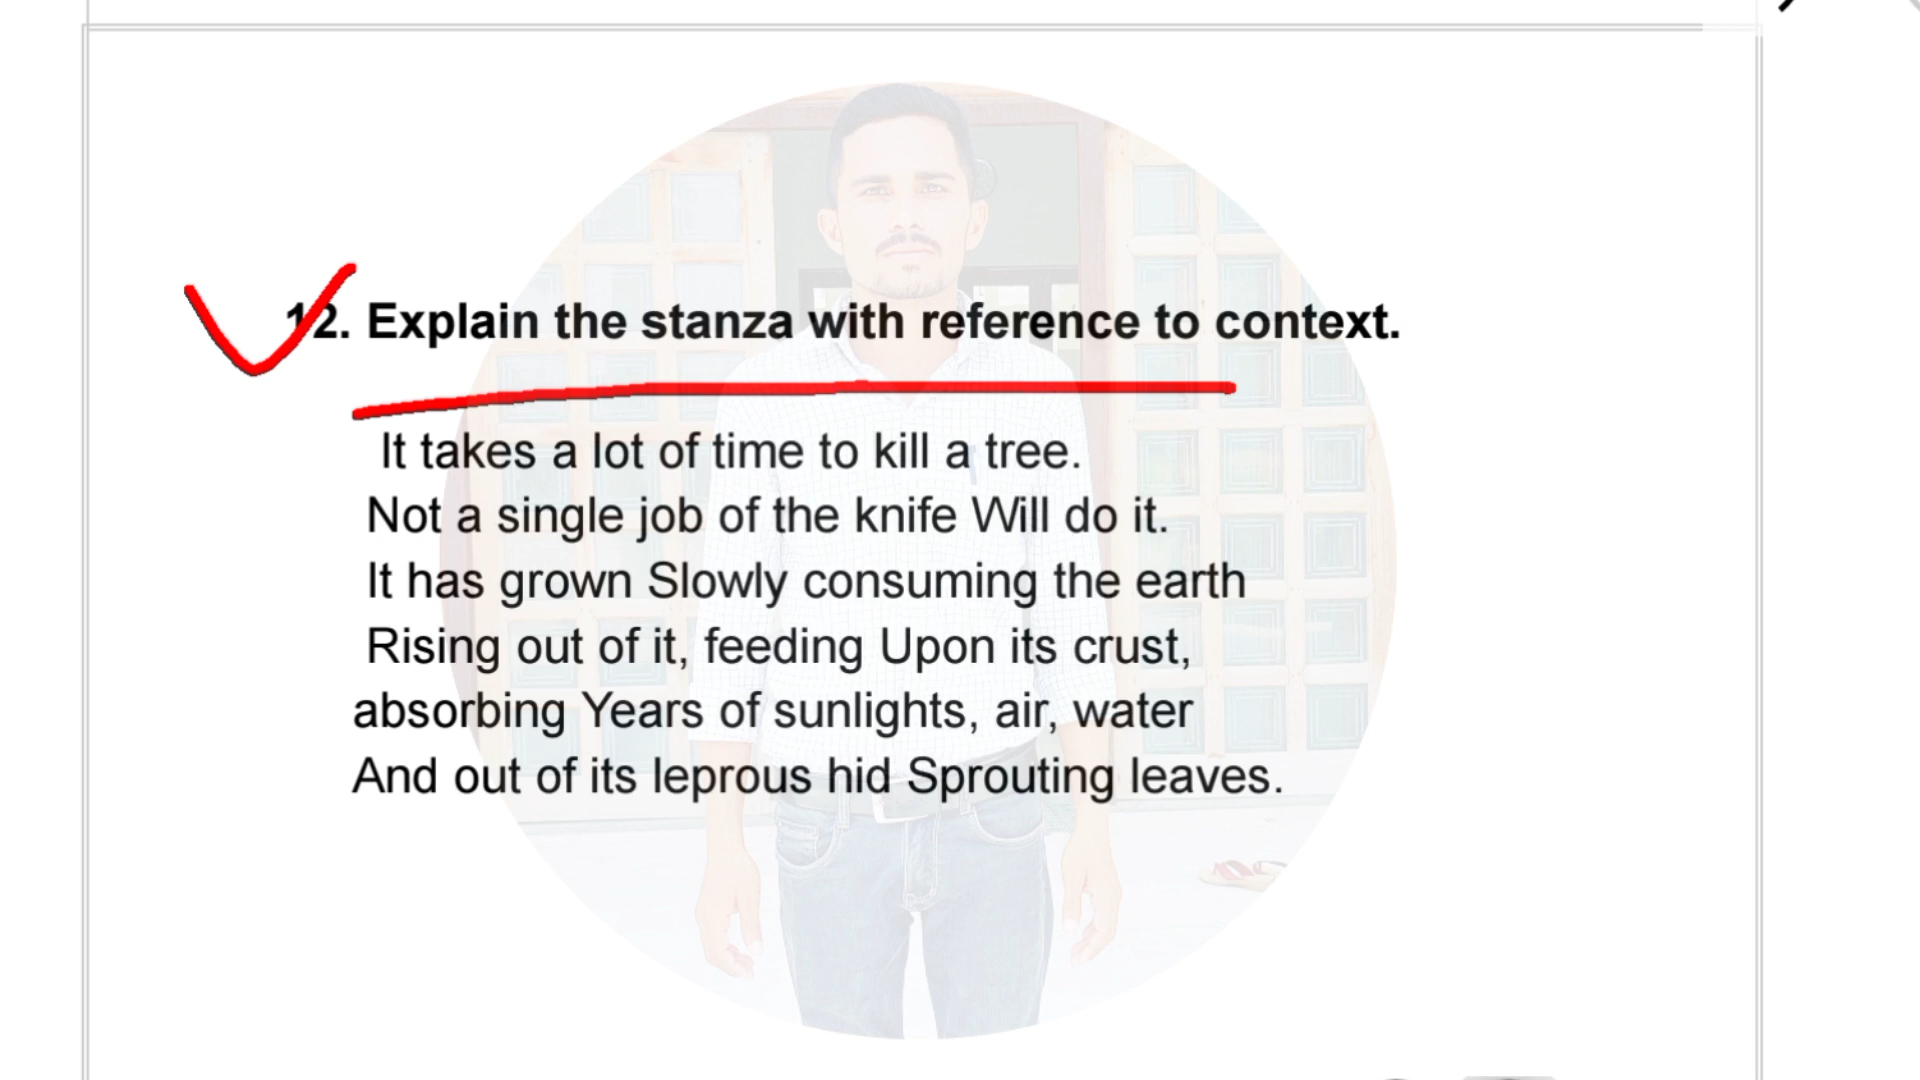 12. Explain the stanza with reference to context.
It takes a lot of time to kill a tree.
Not a single job of the knife Will do it.
It has grown Slowly consuming the earth
Rising out of it, feeding Upon its crust,
absorbing Years of sunlights, air, water
And out of its leprous hid Sprouting leaves.